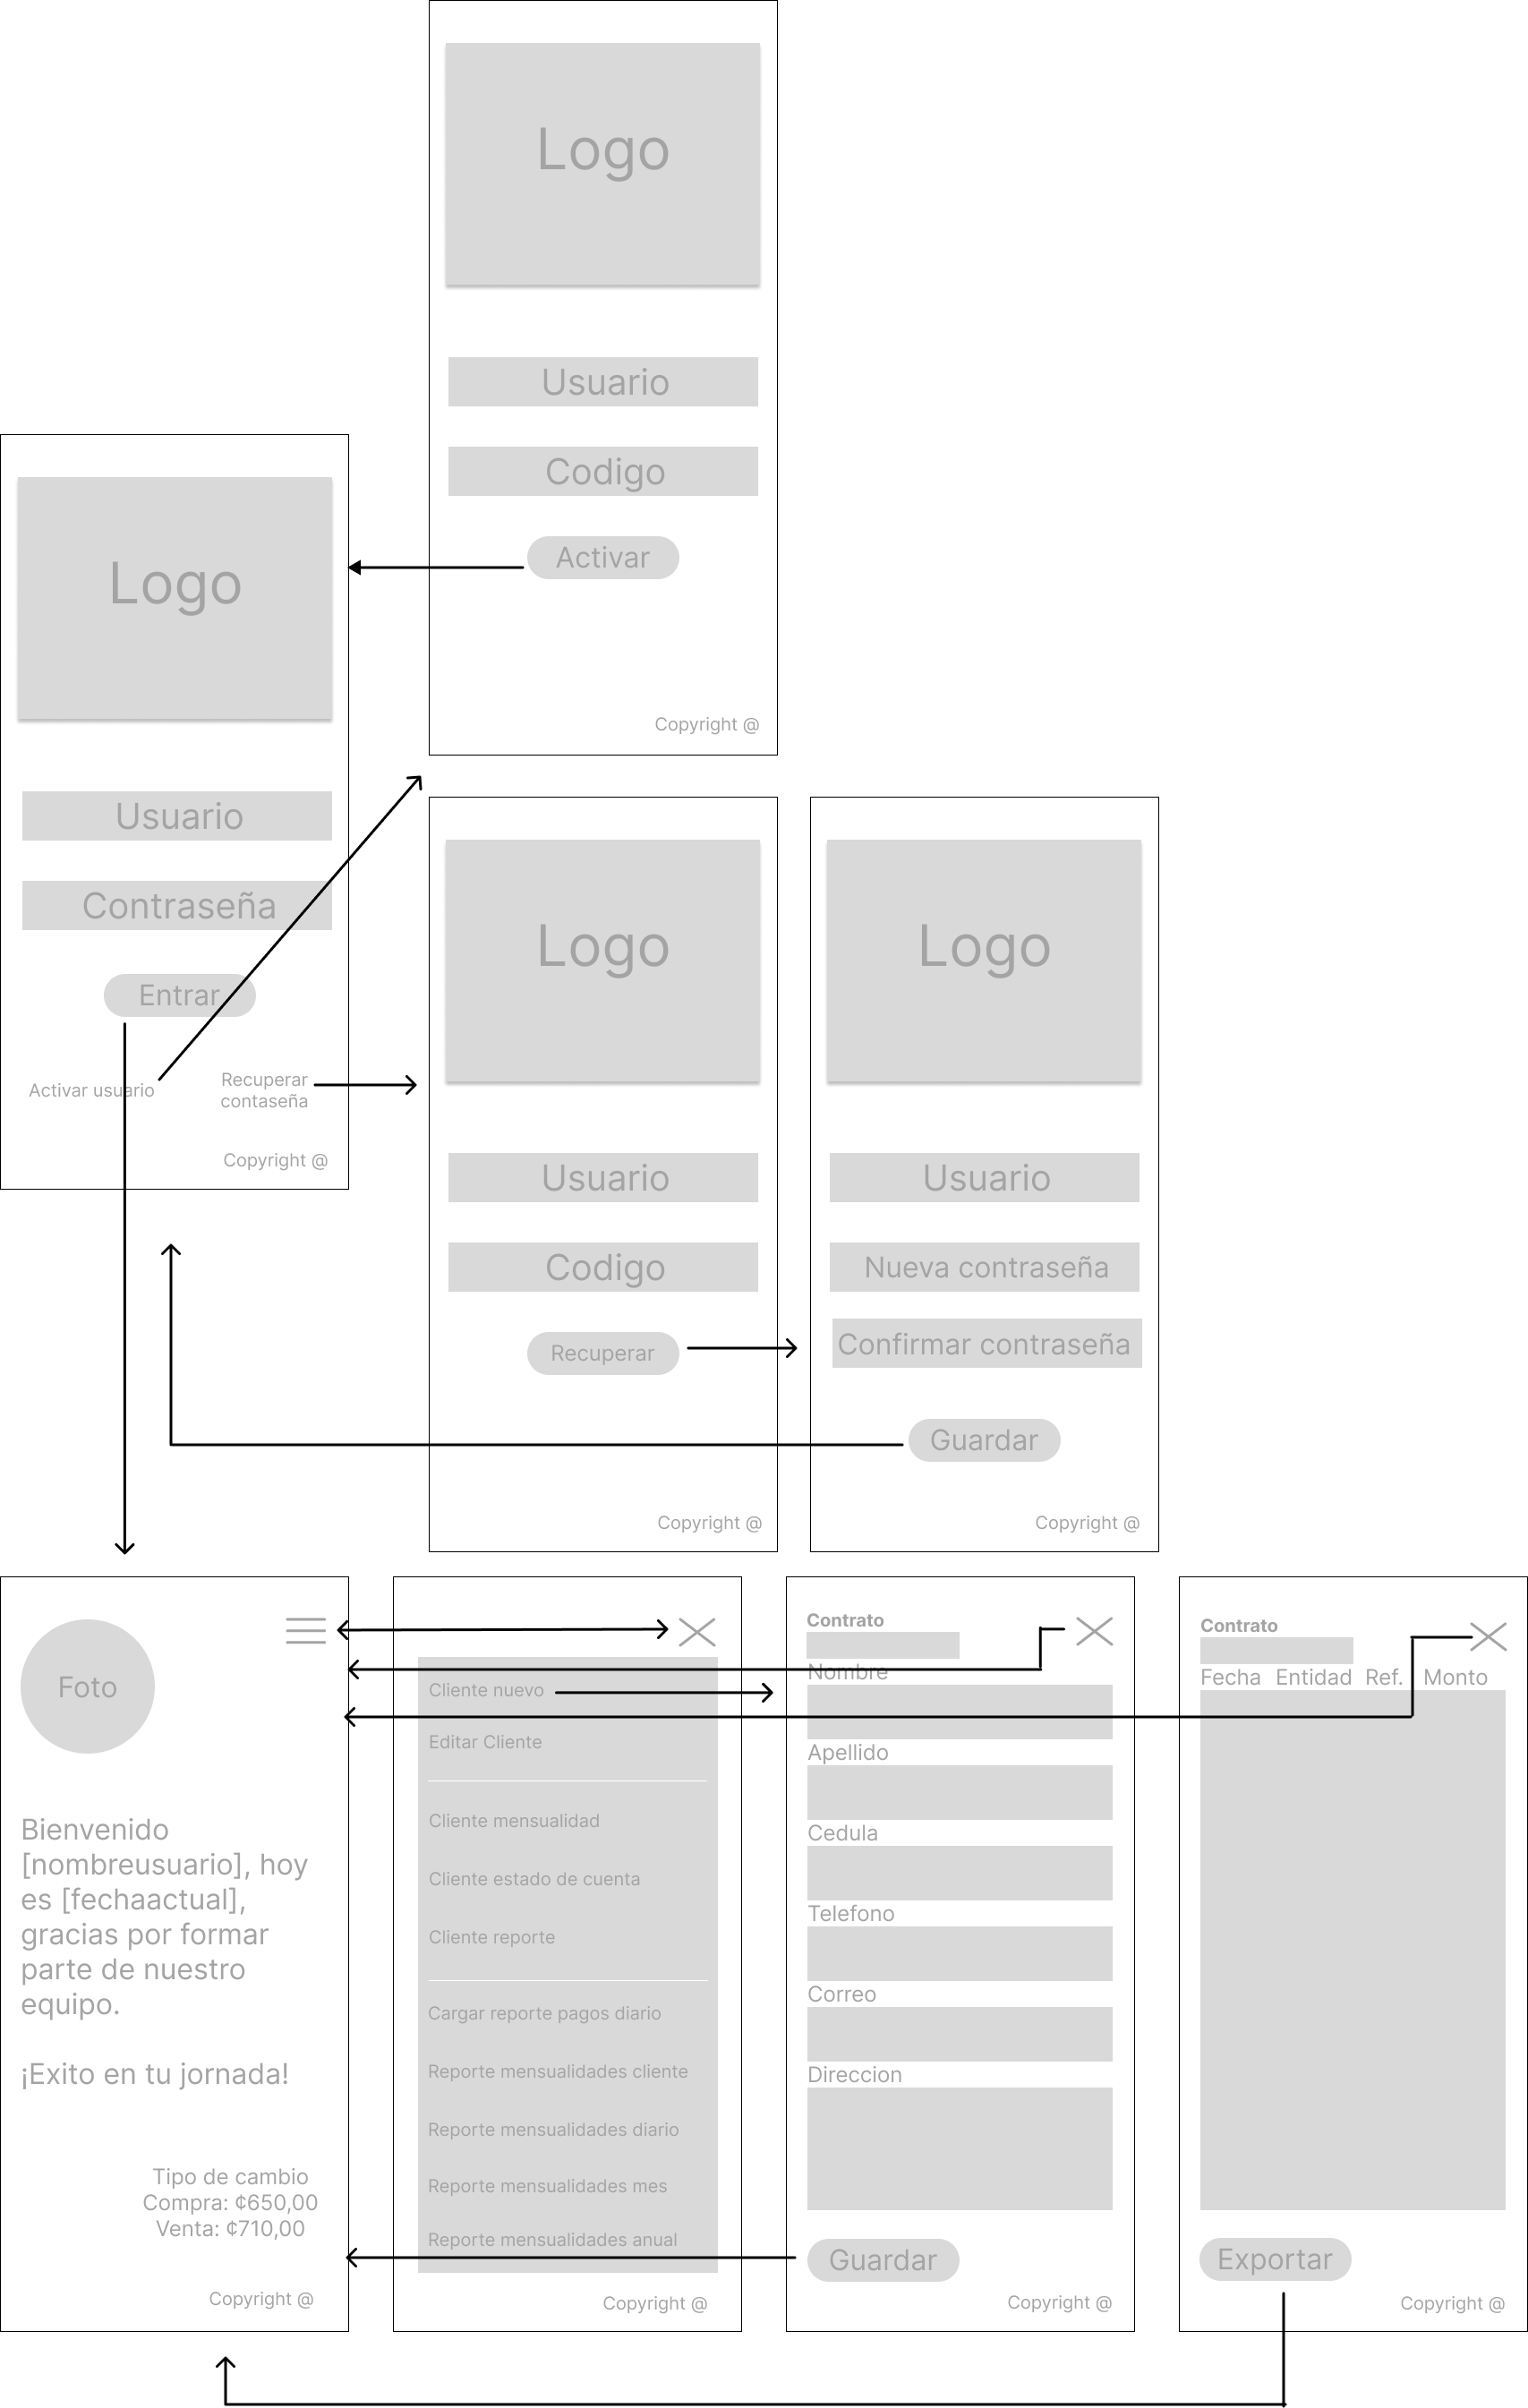 Logo
Usuario
Codigo
Activar
Copyright @
Logo
Usuario
Contraseña
Entrar
Activar usuario
Recuperar
contaseña
Copyright @
Logo
Usuario
Codigo
Recuperar
Copyright @
Logo
Usuario
Nueva contraseña
Confirmar contraseña
Guardar
Copyright @
Foto
Bienvenido
[nombreusuario], hoy
es [fechaactual],
gracias por formar
parte de nuestro
equipo.
¡Exito en tu jornada!
Tipo de cambio
Compra: ¢650,00
Venta: ¢710,00
Copyright @
Cliente nuevo
Editar Cliente
Cliente mensualidad
Cliente estado de cuenta
Cliente reporte
Cargar reporte pagos diario
Reporte mensualidades cliente
Reporte mensualidades diario
Reporte mensualidades mes
Reporte mensualidades anual
Copyright @
Contrato
Nombre
Apellido
Cedula
Telefono
Correo
Direccion
Guardar
Copyright @
Contrato
Fecha Entidad Ref. Monto
Exportar
Copyright @